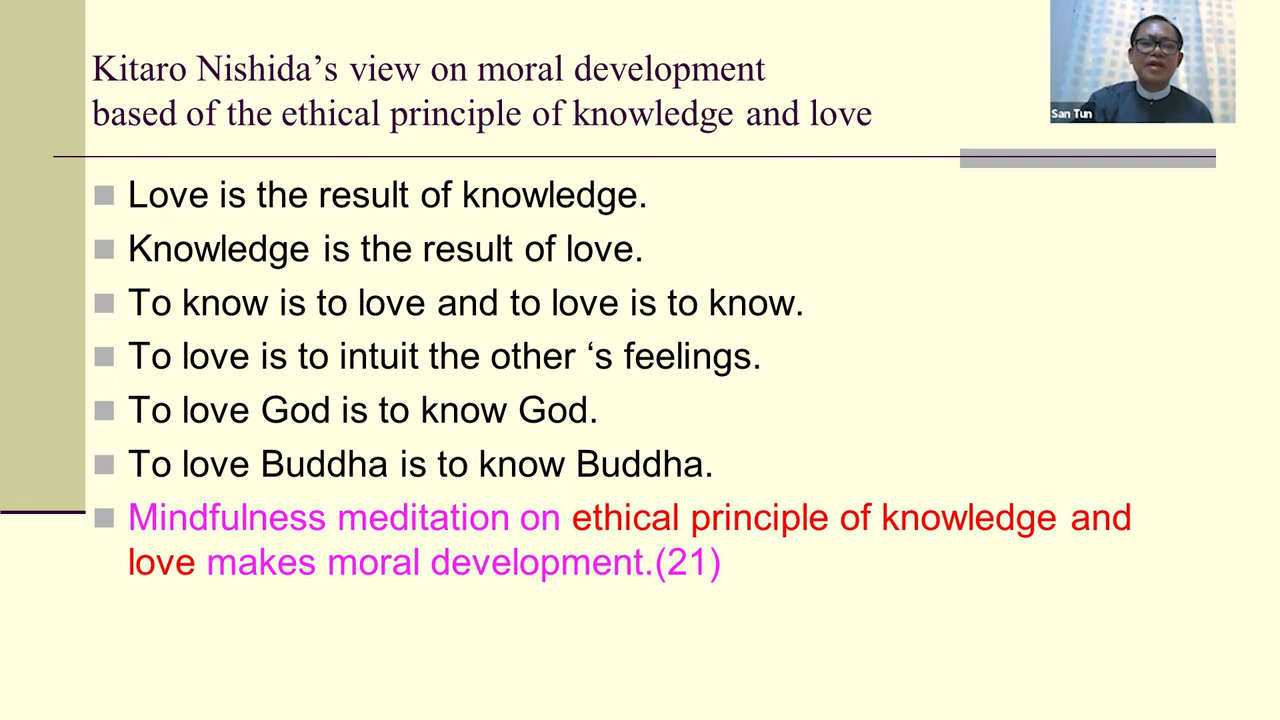 Kitaro Nishida’s view on moral development
based of the ethical principle of knowledge and love
San Tun
Love is the result of knowledge.
Knowledge is the result of love.
To know is to love and to love is to know.
To love is to intuit the other ‘s feelings.
To love God is to know God.
To love Buddha is to know Buddha.
Mindfulness meditation on ethical principle of knowledge and
love makes moral development.(21)